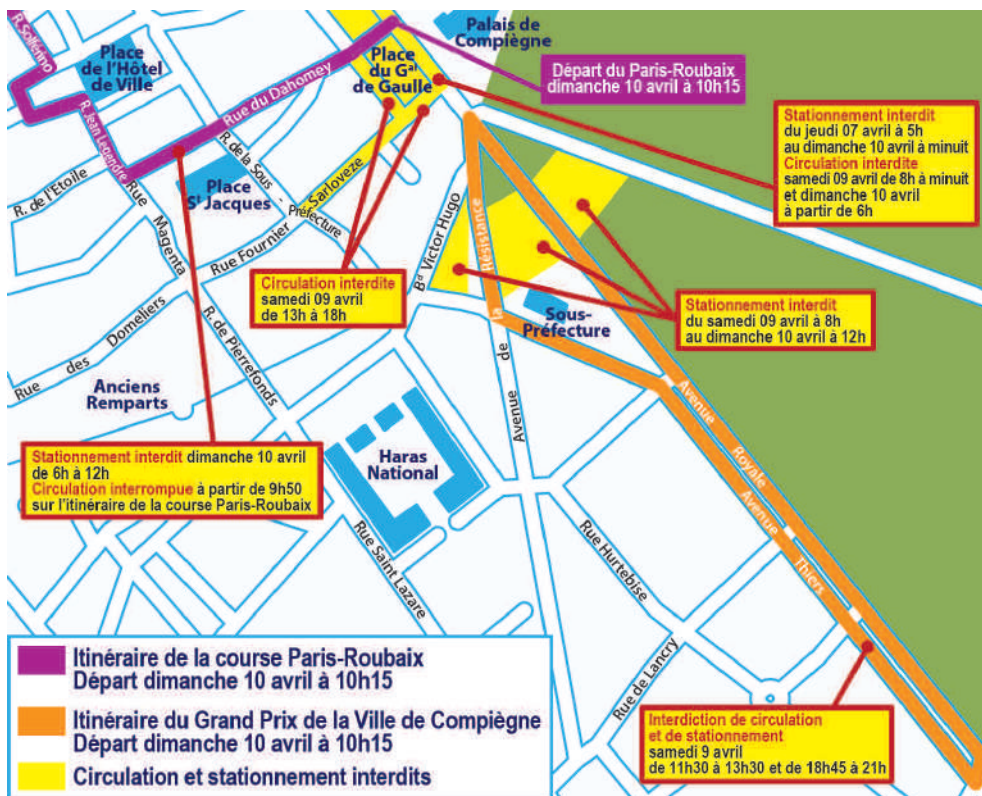 R. Solferino
Place
de l'Hôtel
de Ville
R. Jean Legendre
Rue du Dahomey
Place
du Gal
de Gaulle
Palais de
Compiègne
Départ du Paris-Roubaix
dimanche 10 avril à 10h15
Stationnement interdit
du jeudi 07 avril à 5h
au dimanche 10 avril à minuit
Circulation interdite
samedi 09 avril de 8h à minuit
et dimanche 10 avril
à partir de 6h
R. de l'Etoile
Rue Magenta
Place
St Jacques
R. de la Sous-Préfecture
Sarloveze
Rue Fournier
Bd Victor Hugo
Circulation interdite
samedi 09 avril
de 13h à 18h
Avenue de la Résistance
Sous-
Préfecture
Stationnement interdit
du samedi 09 avril à 8h
au dimanche 10 avril à 12h
Rue des Domeliers
R. de Pierrefonds
Anciens
Remparts
Avenue Royale
Avenue Thiers
Haras
National
Stationnement interdit dimanche 10 avril
de 6h à 12h
Circulation interrompue à partir de 9h50
sur l'itinéraire de la course Paris-Roubaix
Rue Saint Lazare
Rue Hurtebise
Rue de Lancry
Interdiction de circulation
et de stationnement
samedi 9 avril
de 11h30 à 13h30 et de 18h45 à 21h
Itinéraire de la course Paris-Roubaix
Départ dimanche 10 avril à 10h15
Itinéraire du Grand Prix de la Ville de Compiègne
Départ dimanche 10 avril à 10h15
Circulation et stationnement interdits